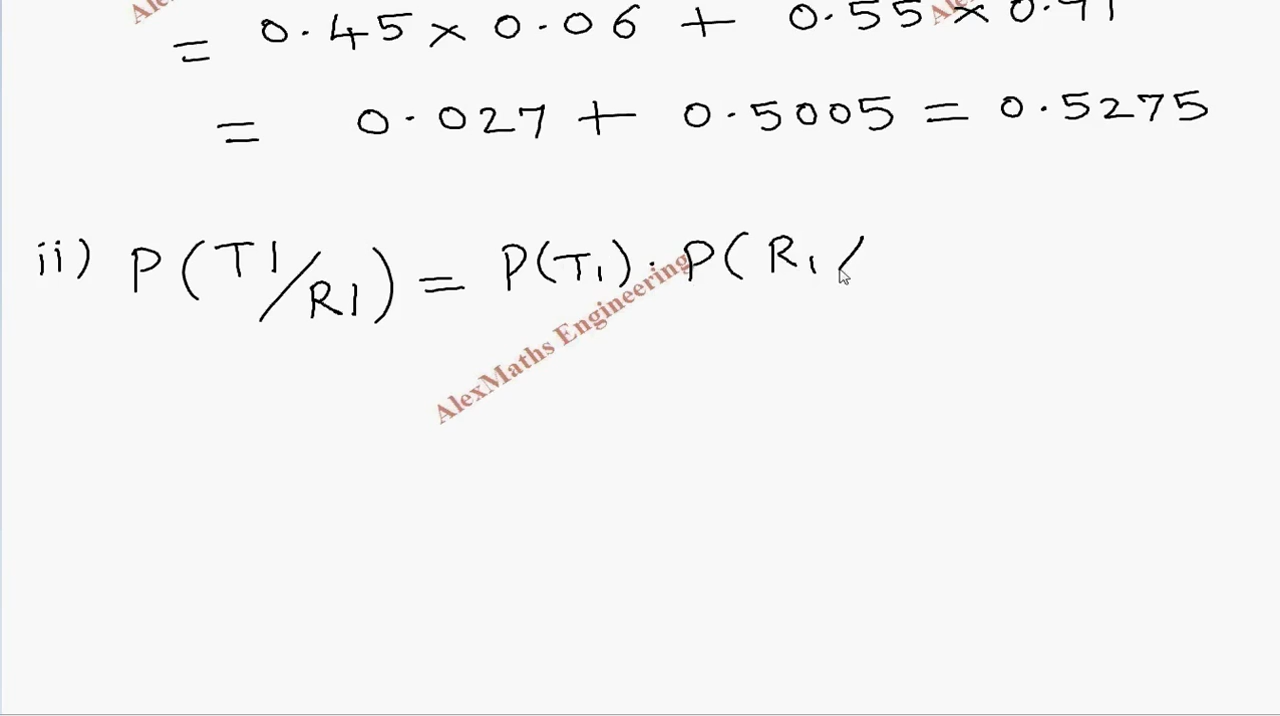 = 0.45 × 0.06 + 0.55 × 0.91
= 0.027 + 0.5005 = 0.5275
ii) P(T1/R1) = P(T1) . P(R1/
AlexMaths Engineering